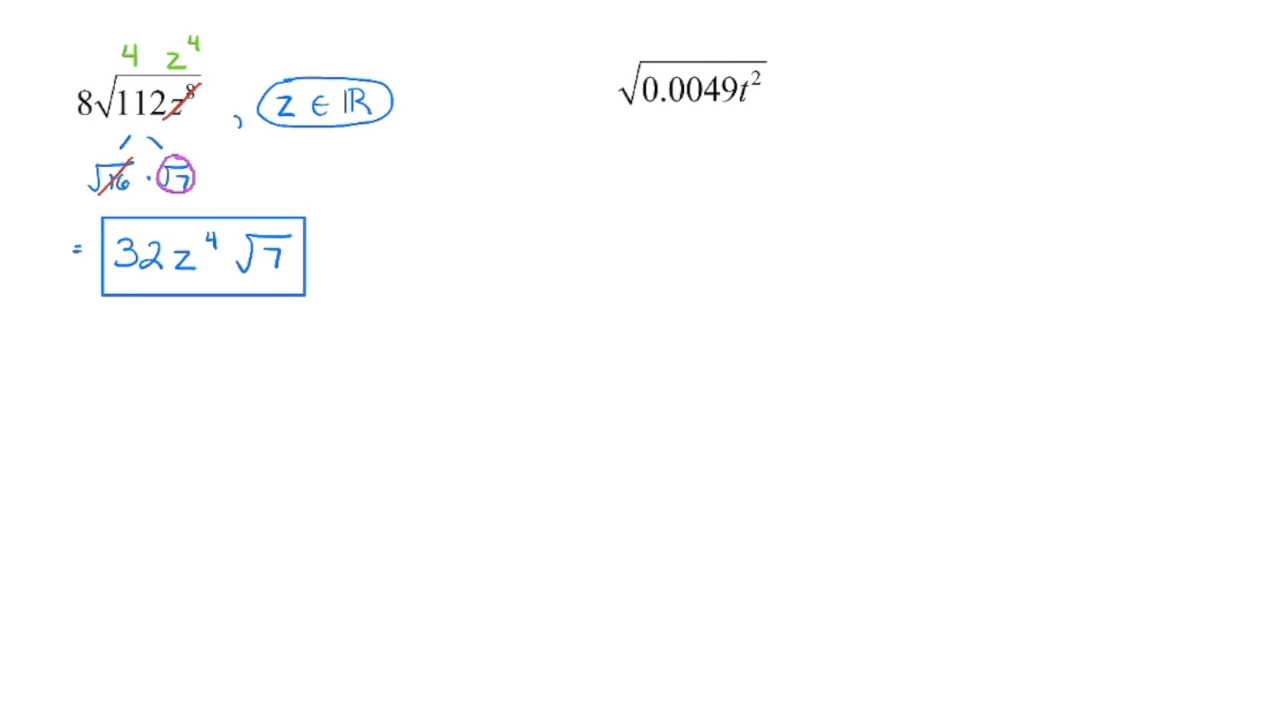 4 z⁴
8√112z⁸ , z ∈ ℝ
√16 · √7
= 32z⁴ √7
√0.0049t²